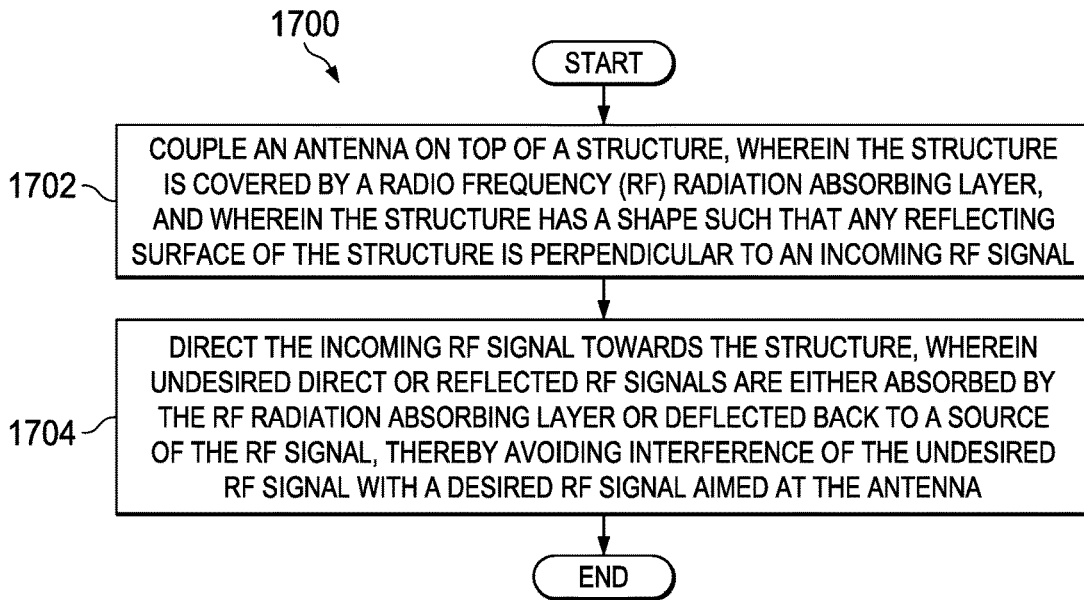 1700
START
1702
COUPLE AN ANTENNA ON TOP OF A STRUCTURE, WHEREIN THE STRUCTURE
IS COVERED BY A RADIO FREQUENCY (RF) RADIATION ABSORBING LAYER,
AND WHEREIN THE STRUCTURE HAS A SHAPE SUCH THAT ANY REFLECTING
SURFACE OF THE STRUCTURE IS PERPENDICULAR TO AN INCOMING RF SIGNAL
1704
DIRECT THE INCOMING RF SIGNAL TOWARDS THE STRUCTURE, WHEREIN
UNDESIRED DIRECT OR REFLECTED RF SIGNALS ARE EITHER ABSORBED BY
THE RF RADIATION ABSORBING LAYER OR DEFLECTED BACK TO A SOURCE
OF THE RF SIGNAL, THEREBY AVOIDING INTERFERENCE OF THE UNDESIRED
RF SIGNAL WITH A DESIRED RF SIGNAL AIMED AT THE ANTENNA
END